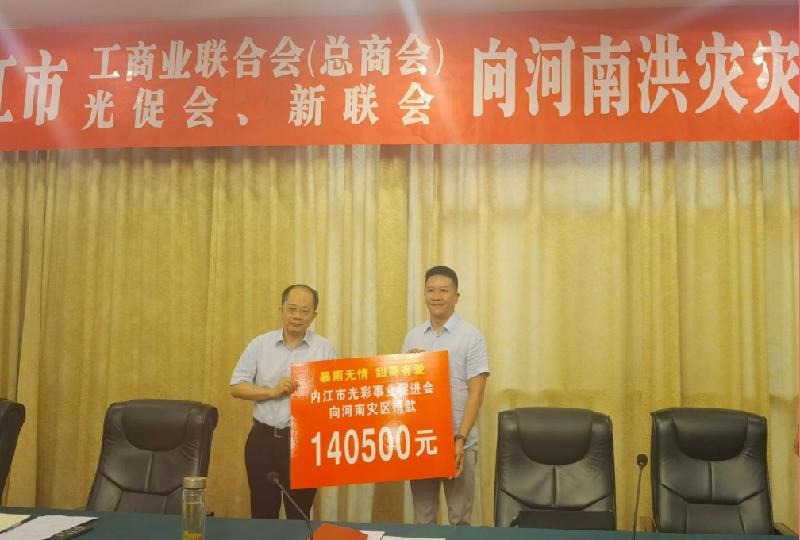 江市 工商业联合会(总商会) 向河南洪灾灾
光促会、新联会
暴雨无情 甜商有爱
内江市光彩事业促进会
向河南灾区捐款
140500元